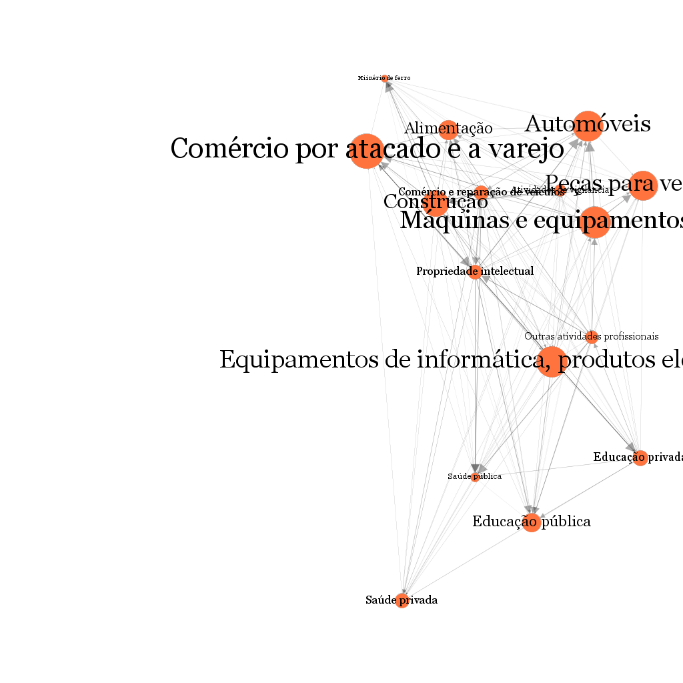 Minério de ferro
Alimentação
Automóveis
Comércio por atacado e a varejo
Peças para ve
Comércio e reparação de veículos
Construção
Máquinas e equipamentos
Propriedade intelectual
Outras atividades profissionais
Equipamentos de informática, produtos ele
Educação privada
Saúde pública
Educação pública
Saúde privada